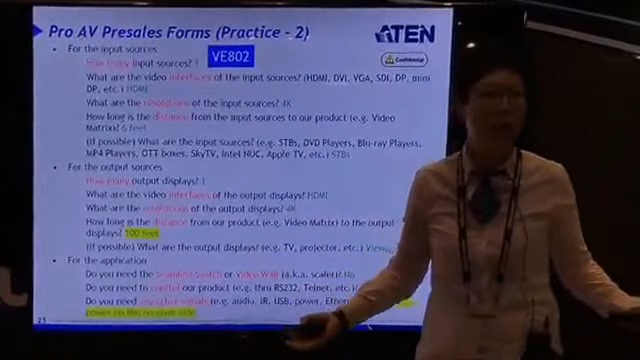 Pro AV Presales Forms (Practice - 2)
ATEN
Confidential
VE802
• For the input sources
How many input sources? 1
What are the video interfaces of the input sources? (HDMI, DVI, VGA, SDI, DP, mini
DP, etc.) HDMI
What are the resolutions of the input sources? 4K
How long is the distance from the input sources to our product (e.g. Video
Matrix)? 6 feet
(If possible) What are the input sources? (e.g. STBs, DVD Players, Blu-ray Players,
MP4 Players, OTT boxes, SkyTV, Intel NUC, Apple TV, etc.) STBs
• For the output sources
How many output displays? 1
What are the video interfaces of the output displays? HDMI
What are the resolutions of the output displays? 4K
How long is the distance from our product (e.g. Video Matrix) to the output
displays? 100 feet
(If possible) What are the output displays? (e.g. TV, projector, etc.)
• For the application
Do you need the Seamless Switch or Video Wall (a.k.a. scaler)? No
Do you need to control our product (e.g. thru RS232, Telnet, etc.)? No
Do you need any other signals (e.g. audio, IR, USB, power,
power on the receiver side
25